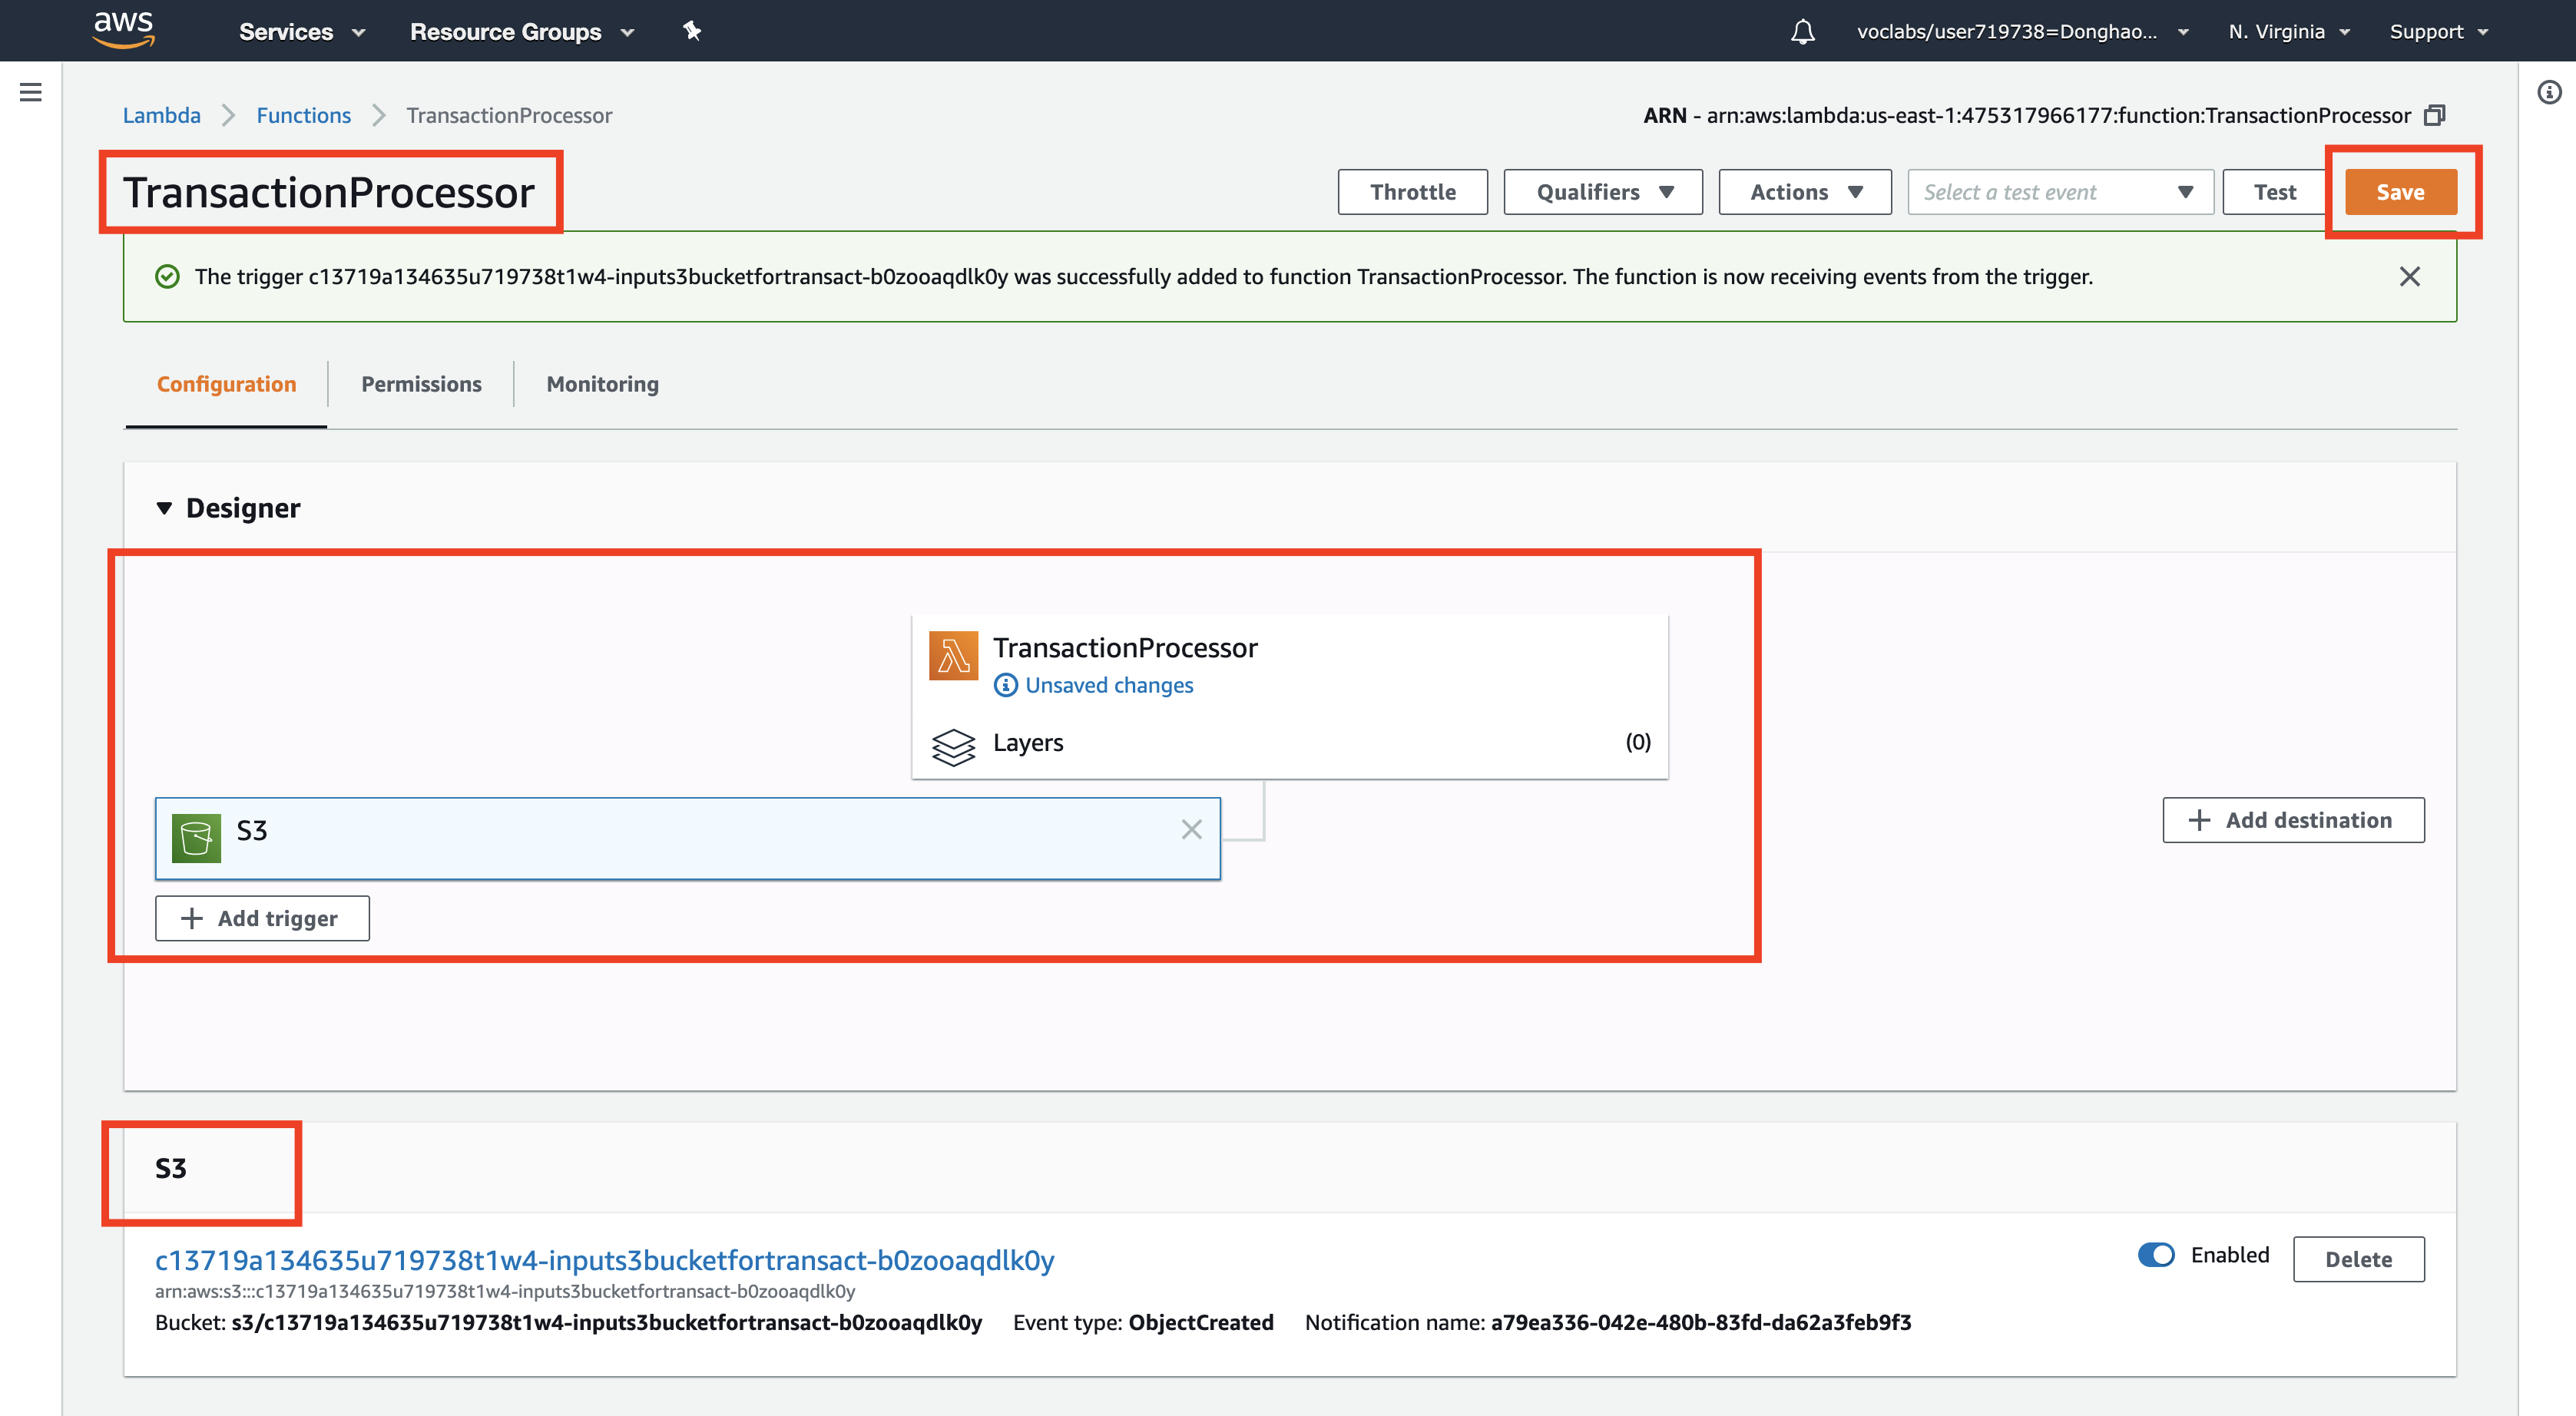 aws Services Resource Groups voclabs/user719738=Donghao... N. Virginia Support
Lambda Functions TransactionProcessor ARN - arn:aws:lambda:us-east-1:475317966177:function:TransactionProcessor
TransactionProcessor Throttle Qualifiers Actions Select a test event Test Save
The trigger c13719a134635u719738t1w4-inputs3bucketfortransact-b0zooaqdlk0y was successfully added to function TransactionProcessor. The function is now receiving events from the trigger.
Configuration Permissions Monitoring
Designer
TransactionProcessor
Unsaved changes
Layers (0)
S3
Add destination
Add trigger
S3
c13719a134635u719738t1w4-inputs3bucketfortransact-b0zooaqdlk0y Enabled Delete
arn:aws:s3:::c13719a134635u719738t1w4-inputs3bucketfortransact-b0zooaqdlk0y
Bucket: s3/c13719a134635u719738t1w4-inputs3bucketfortransact-b0zooaqdlk0y Event type: ObjectCreated Notification name: a79ea336-042e-480b-83fd-da62a3feb9f3